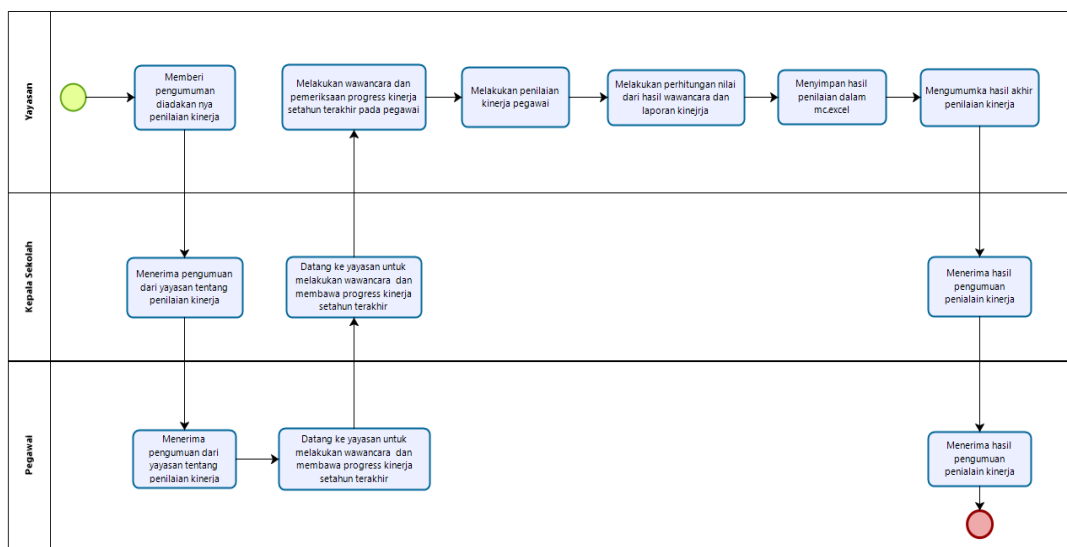 Yayasan
Memberi
pengumuman
diadakan nya
penilaian kinerja
Melakukan wawancara dan
pemeriksaan progress kinerja
setahun terakhir pada pegawai
Melakukan penilaian
kinerja pegawai
Melakukan perhitungan nilai
dari hasil wawancara dan
laporan kinejrja
Menyimpan hasil
penilaian dalam
mc.excel
Mengumumka hasil akhir
penilaian kinerja
Kepala Sekolah
Menerima pengumuan
dari yayasan tentang
penilaian kinerja
Datang ke yayasan untuk
melakukan wawancara dan
membawa progress kinerja
setahun terakhir
Menerima hasil
pengumuan
penialain kinerja
Pegawai
Menerima
pengumuan dari
yayasan tentang
penilaian kinerja
Datang ke yayasan untuk
melakukan wawancara dan
membawa progress kinerja
setahun terakhir
Menerima hasil
pengumuan
penialain kinerja